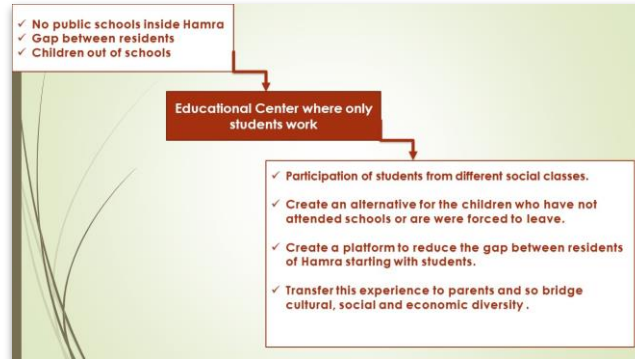 ✓ No public schools inside Hamra
✓ Gap between residents
✓ Children out of schools
Educational Center where only
students work
✓ Participation of students from different social classes.
✓ Create an alternative for the children who have not
attended schools or are were forced to leave.
✓ Create a platform to reduce the gap between residents
of Hamra starting with students.
✓ Transfer this experience to parents and so bridge
cultural, social and economic diversity .